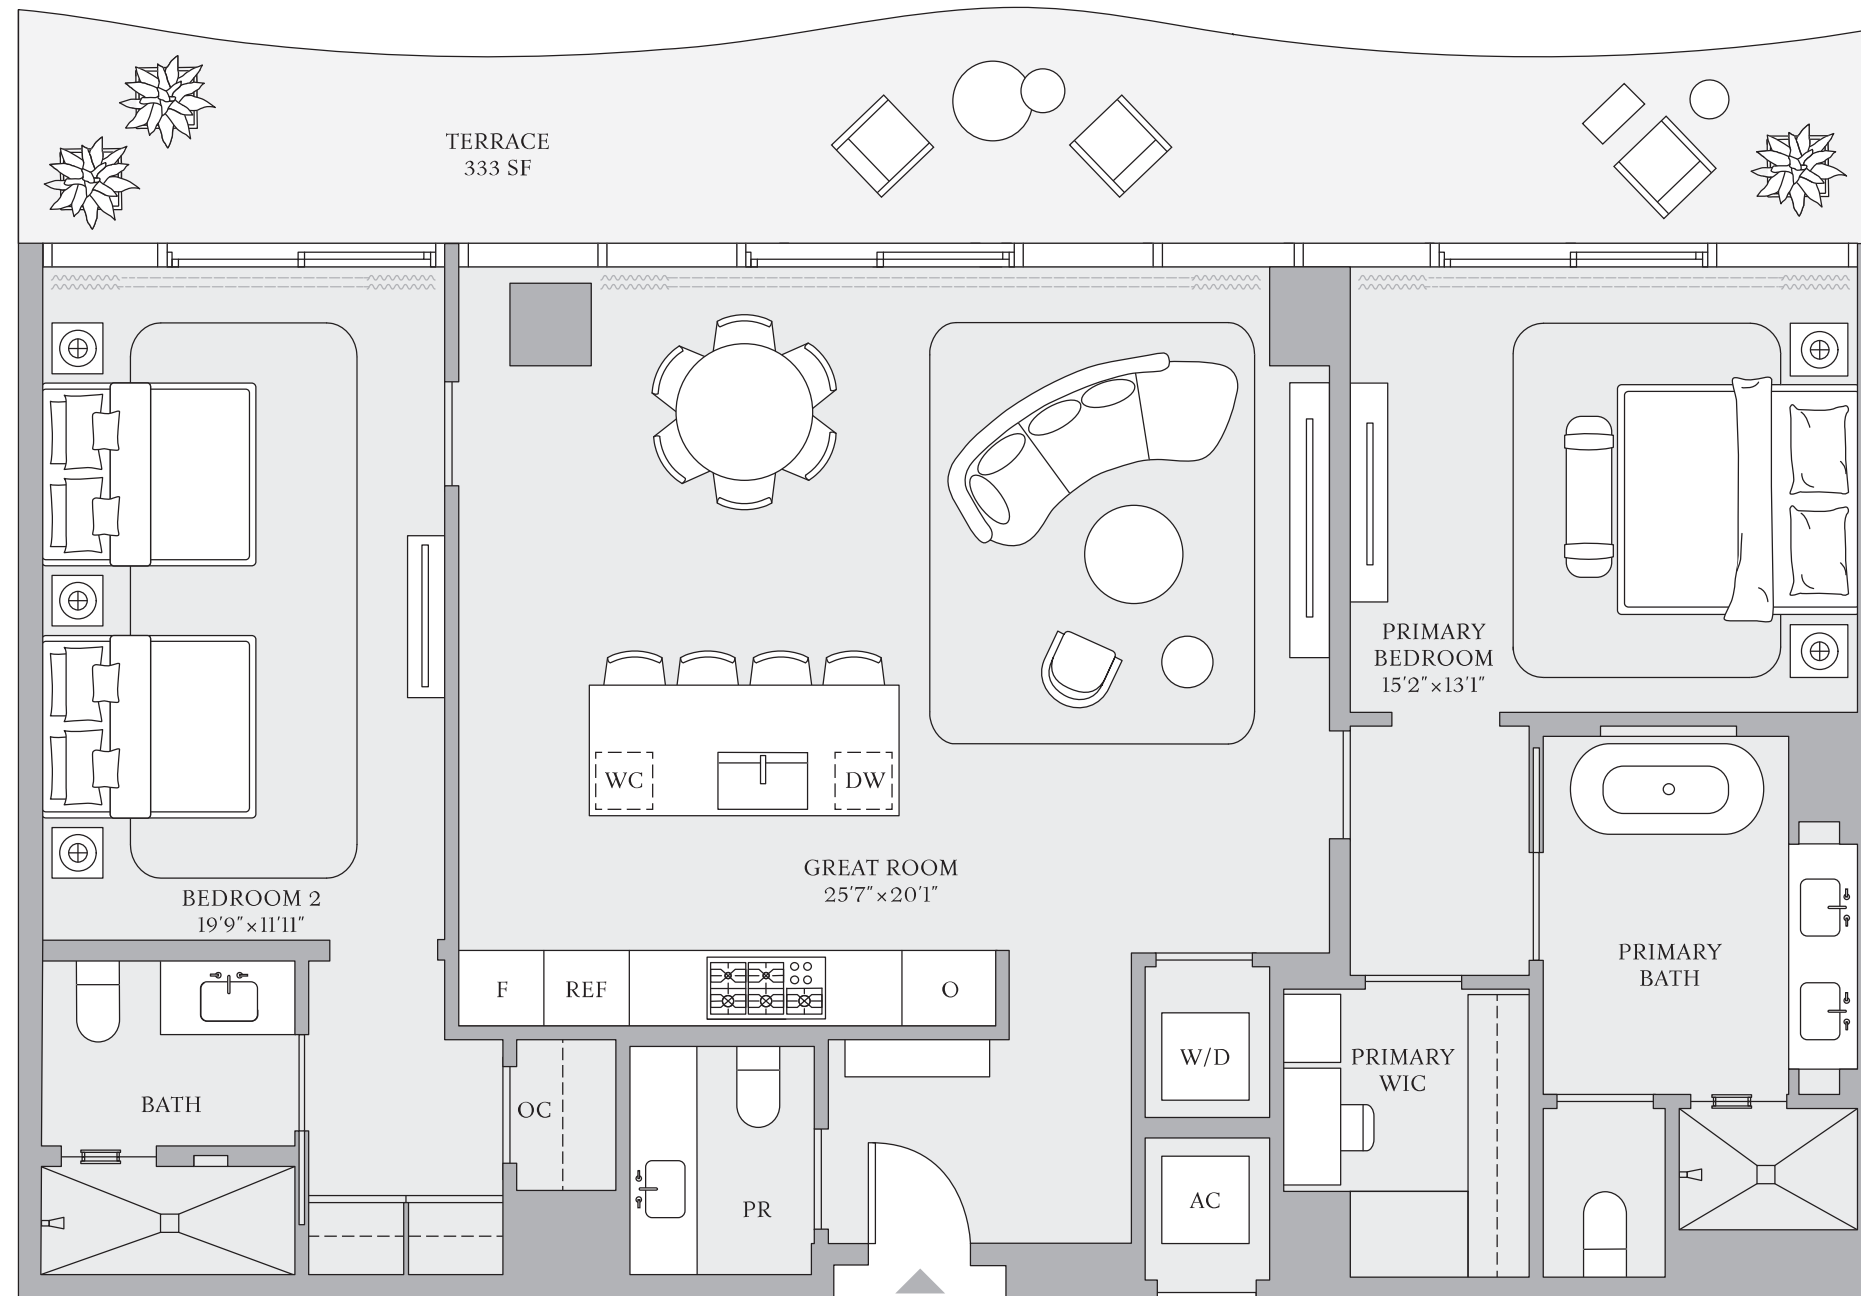 TERRACE
333 SF
PRIMARY
BEDROOM
15'2"×13'1"
WC
DW
GREAT ROOM
25'7"×20'1"
BEDROOM 2
19'9"×11'11"
PRIMARY
BATH
F
REF
O
W/D
PRIMARY
WIC
BATH
OC
PR
AC